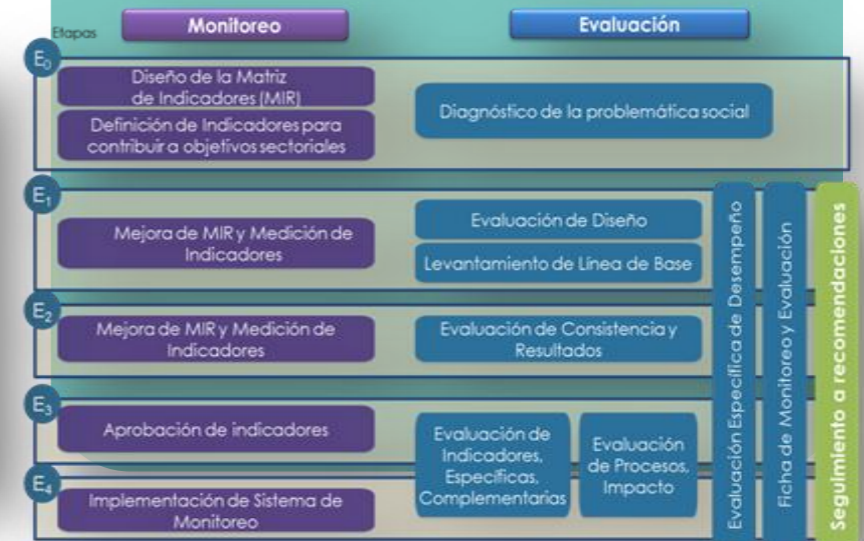 Etapas
Monitoreo
Evaluación
E0
Diseño de la Matriz
de Indicadores (MIR)
Definición de Indicadores para
contribuir a objetivos sectoriales
Diagnóstico de la problemática social
E1
Mejora de MIR y Medición de
Indicadores
Evaluación de Diseño
Levantamiento de Línea de Base
E2
Mejora de MIR y Medición de
Indicadores
Evaluación de Consistencia y
Resultados
E3
Aprobación de indicadores
Evaluación de
Indicadores,
Específicas,
Complementarias
Evaluación
de Procesos,
Impacto
E4
Implementación de Sistema de
Monitoreo
Evaluación Específica de Desempeño
Ficha de Monitoreo y Evaluación
Seguimiento a recomendaciones